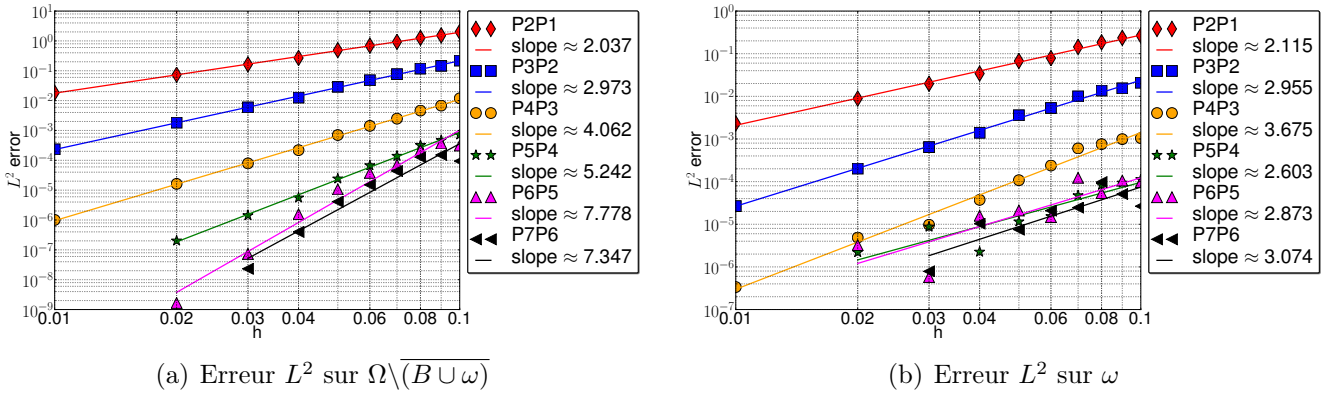 10^1
10^0
10^{-1}
10^{-2}
10^{-3}
10^{-4}
10^{-5}
10^{-6}
10^{-7}
10^{-8}
10^{-9}
L^2 error
0.01 0.02 0.03 0.04 0.06 0.08 0.1
h
P2P1
slope ≈ 2.037
P3P2
slope ≈ 2.973
P4P3
slope ≈ 4.062
P5P4
slope ≈ 5.242
P6P5
slope ≈ 7.778
P7P6
slope ≈ 7.347
(a) Erreur L^2 sur Ω\\overline{(B ∪ ω)}
10^0
10^{-1}
10^{-2}
10^{-3}
10^{-4}
10^{-5}
10^{-6}
10^{-7}
L^2 error
0.01 0.02 0.03 0.04 0.06 0.08 0.1
h
P2P1
slope ≈ 2.115
P3P2
slope ≈ 2.955
P4P3
slope ≈ 3.675
P5P4
slope ≈ 2.603
P6P5
slope ≈ 2.873
P7P6
slope ≈ 3.074
(b) Erreur L^2 sur ω